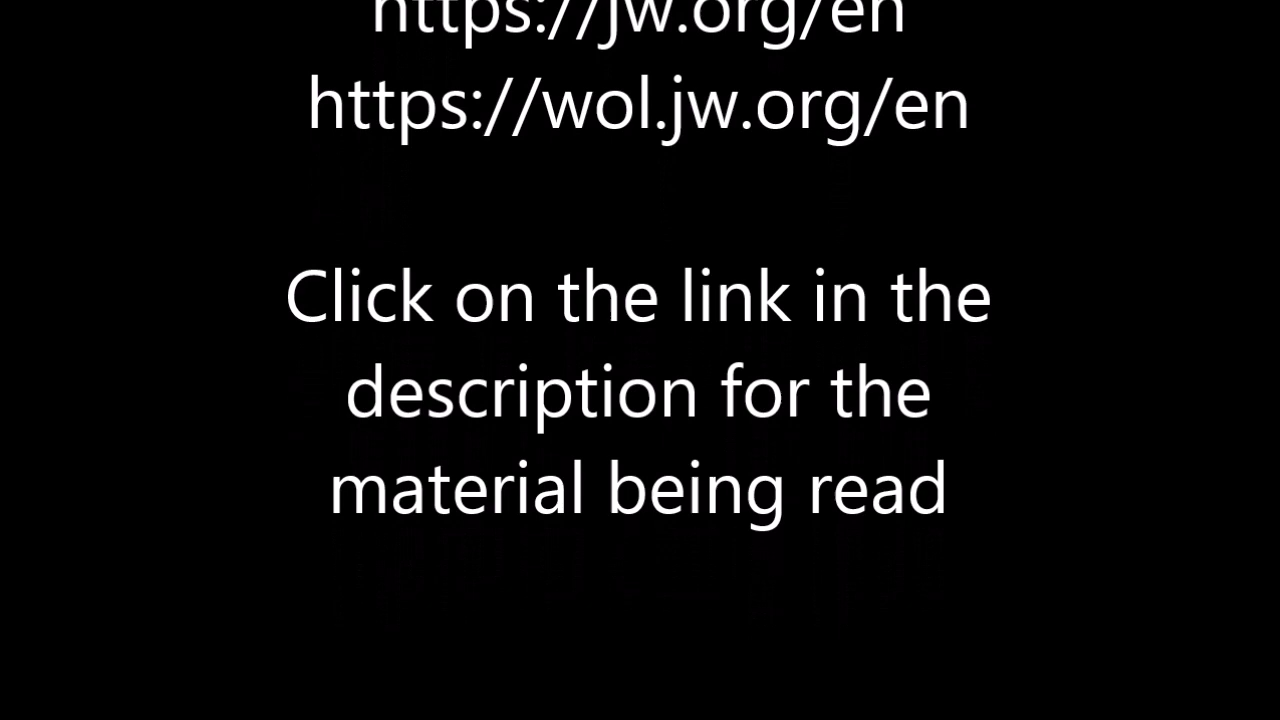 https://jw.org/en
https://wol.jw.org/en
Click on the link in the
description for the
material being read